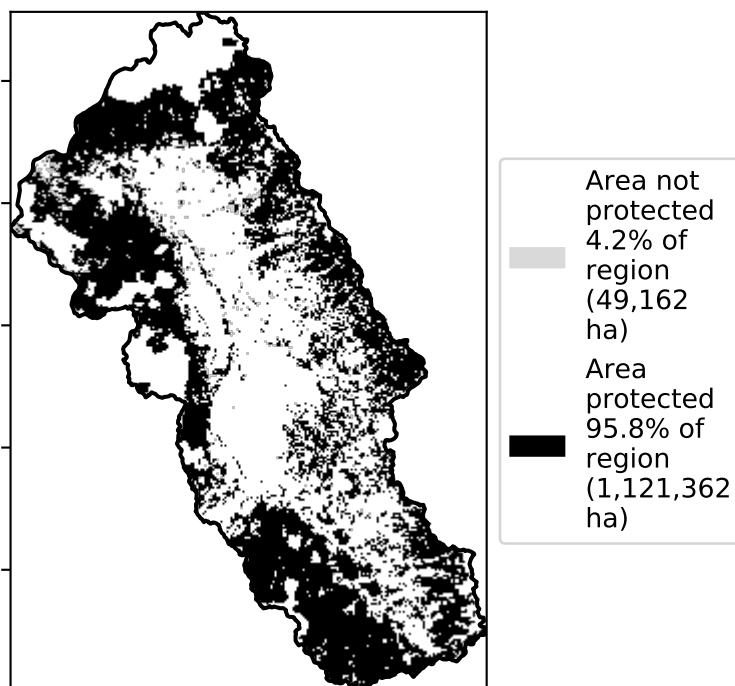 Area not
protected
4.2% of
region
(49,162
ha)
Area
protected
95.8% of
region
(1,121,362
ha)